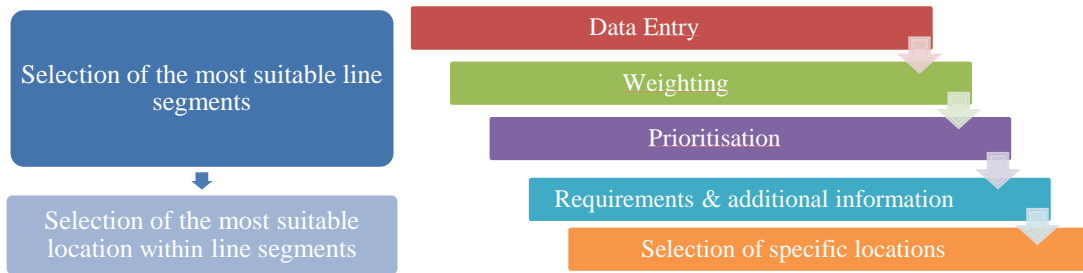 Selection of the most suitable line
segments
Selection of the most suitable
location within line segments
Data Entry
Weighting
Prioritisation
Requirements & additional information
Selection of specific locations